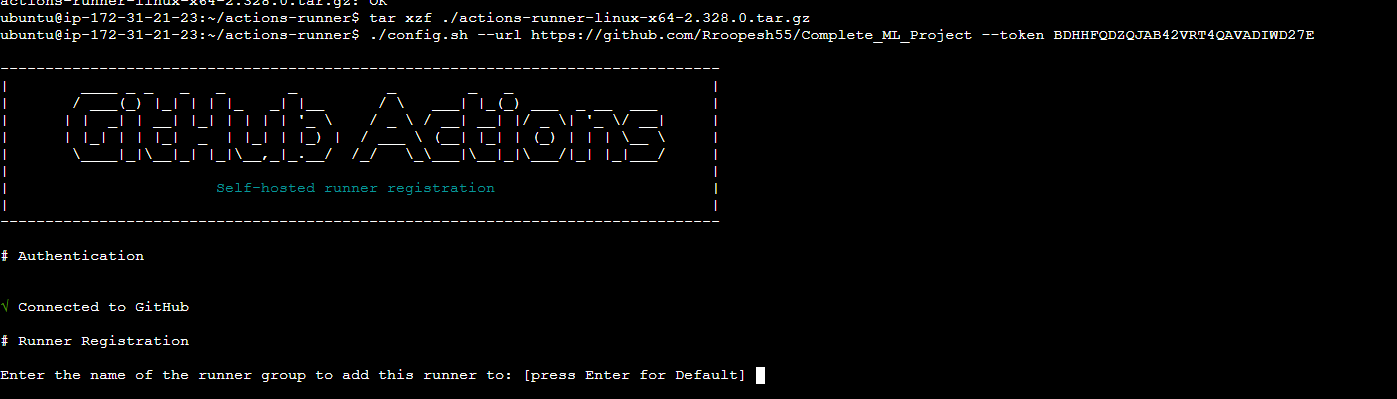 actions-runner-linux-x64-2.328.0.tar.gz: OK
ubuntu@ip-172-31-21-23:~/actions-runner$ tar xzf ./actions-runner-linux-x64-2.328.0.tar.gz
ubuntu@ip-172-31-21-23:~/actions-runner$ ./config.sh --url https://github.com/Rroopesh55/Complete_ML_Project --token BDHHFQDZQJAB42VRT4QAVADIWD27E
GitHub Actions
Self-hosted runner registration
# Authentication
√ Connected to GitHub
# Runner Registration
Enter the name of the runner group to add this runner to: [press Enter for Default]